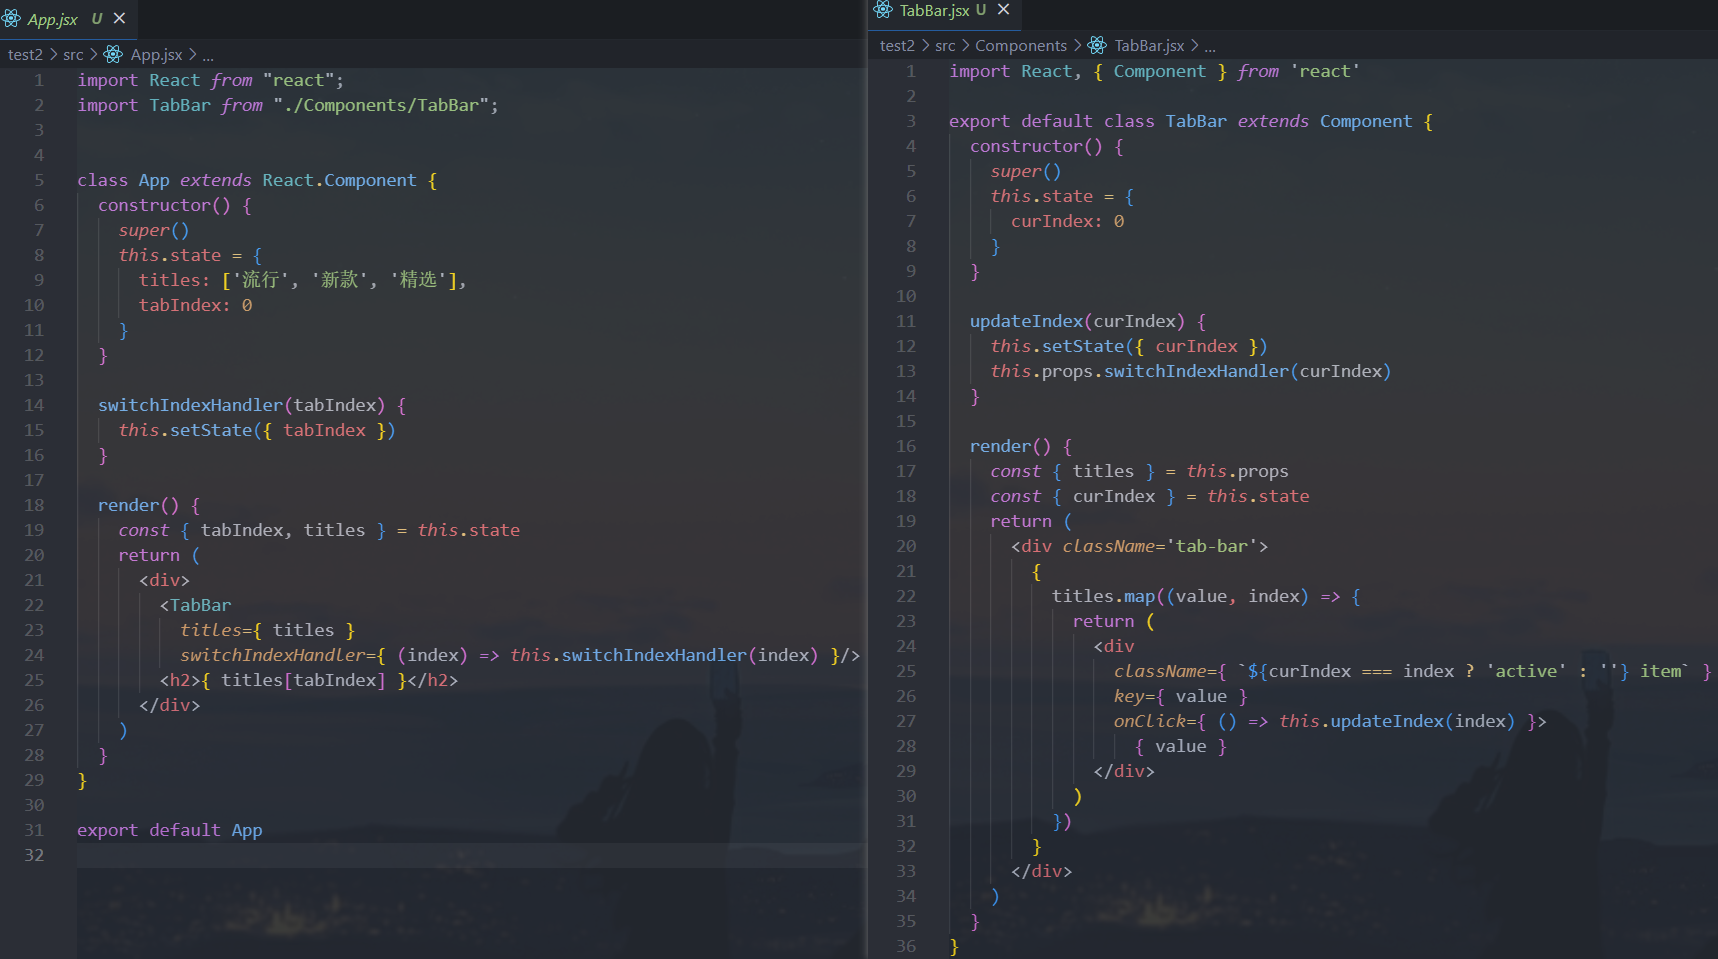 App.jsx U ×
test2 > src > App.jsx > ...
1 import React from "react";
2 import TabBar from "./Components/TabBar";
3
4
5 class App extends React.Component {
6   constructor() {
7     super()
8     this.state = {
9       titles: ['流行', '新款', '精选'],
10       tabIndex: 0
11     }
12   }
13
14   switchIndexHandler(tabIndex) {
15     this.setState({ tabIndex })
16   }
17
18   render() {
19     const { tabIndex, titles } = this.state
20     return (
21       <div>
22         <TabBar
23           titles={ titles }
24           switchIndexHandler={ (index) => this.switchIndexHandler(index) }/>
25         <h2>{ titles[tabIndex] }</h2>
26       </div>
27     )
28   }
29 }
30
31 export default App
32
TabBar.jsx U ×
test2 > src > Components > TabBar.jsx > ...
1 import React, { Component } from 'react'
2
3 export default class TabBar extends Component {
4   constructor() {
5     super()
6     this.state = {
7       curIndex: 0
8     }
9   }
10
11   updateIndex(curIndex) {
12     this.setState({ curIndex })
13     this.props.switchIndexHandler(curIndex)
14   }
15
16   render() {
17     const { titles } = this.props
18     const { curIndex } = this.state
19     return (
20       <div className='tab-bar'>
21         {
22           titles.map((value, index) => {
23             return (
24               <div
25                 className={ `${curIndex === index ? 'active' : ''} item` }
26                 key={ value }
27                 onClick={ () => this.updateIndex(index) }>
28                   { value }
29               </div>
30             )
31           })
32         }
33       </div>
34     )
35   }
36 }